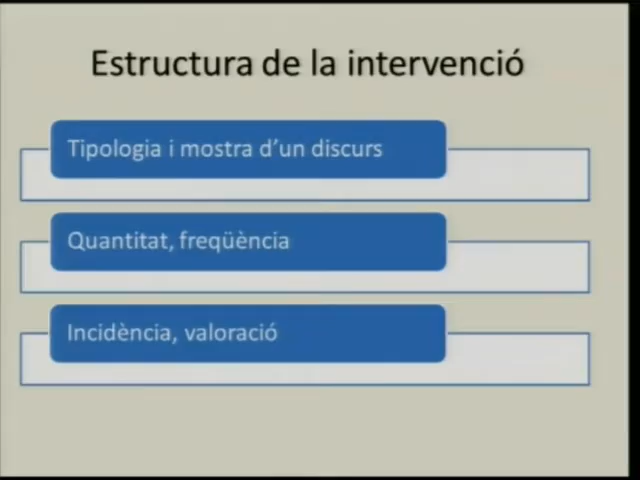 Estructura de la intervenció
Tipologia i mostra d’un discurs
Quantitat, freqüència
Incidència, valoració